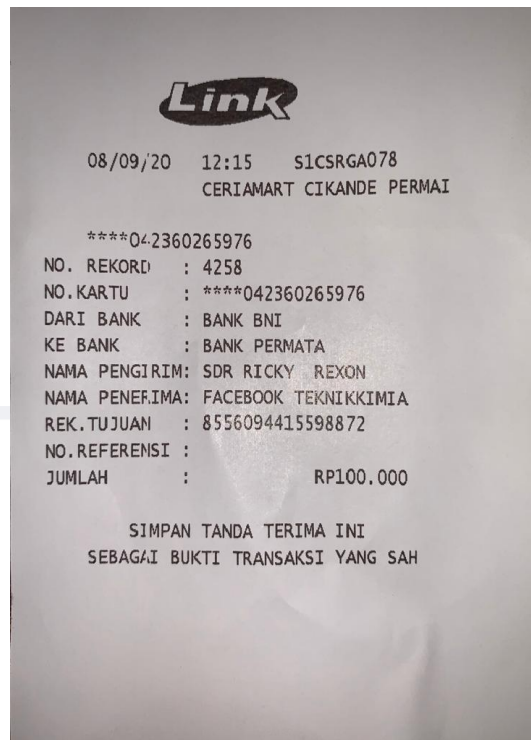 Link
08/09/20 12:15 S1CSRGA078
CERIAMART CIKANDE PERMAI
****042360265976
NO. REKORD : 4258
NO.KARTU : ****042360265976
DARI BANK : BANK BNI
KE BANK : BANK PERMATA
NAMA PENGIRIM: SDR RICKY REXON
NAMA PENERIMA: FACEBOOK TEKNIKKIMIA
REK.TUJUAN : 8556094415598872
NO.REFERENSI :
JUMLAH : RP100.000
SIMPAN TANDA TERIMA INI
SEBAGAI BUKTI TRANSAKSI YANG SAH